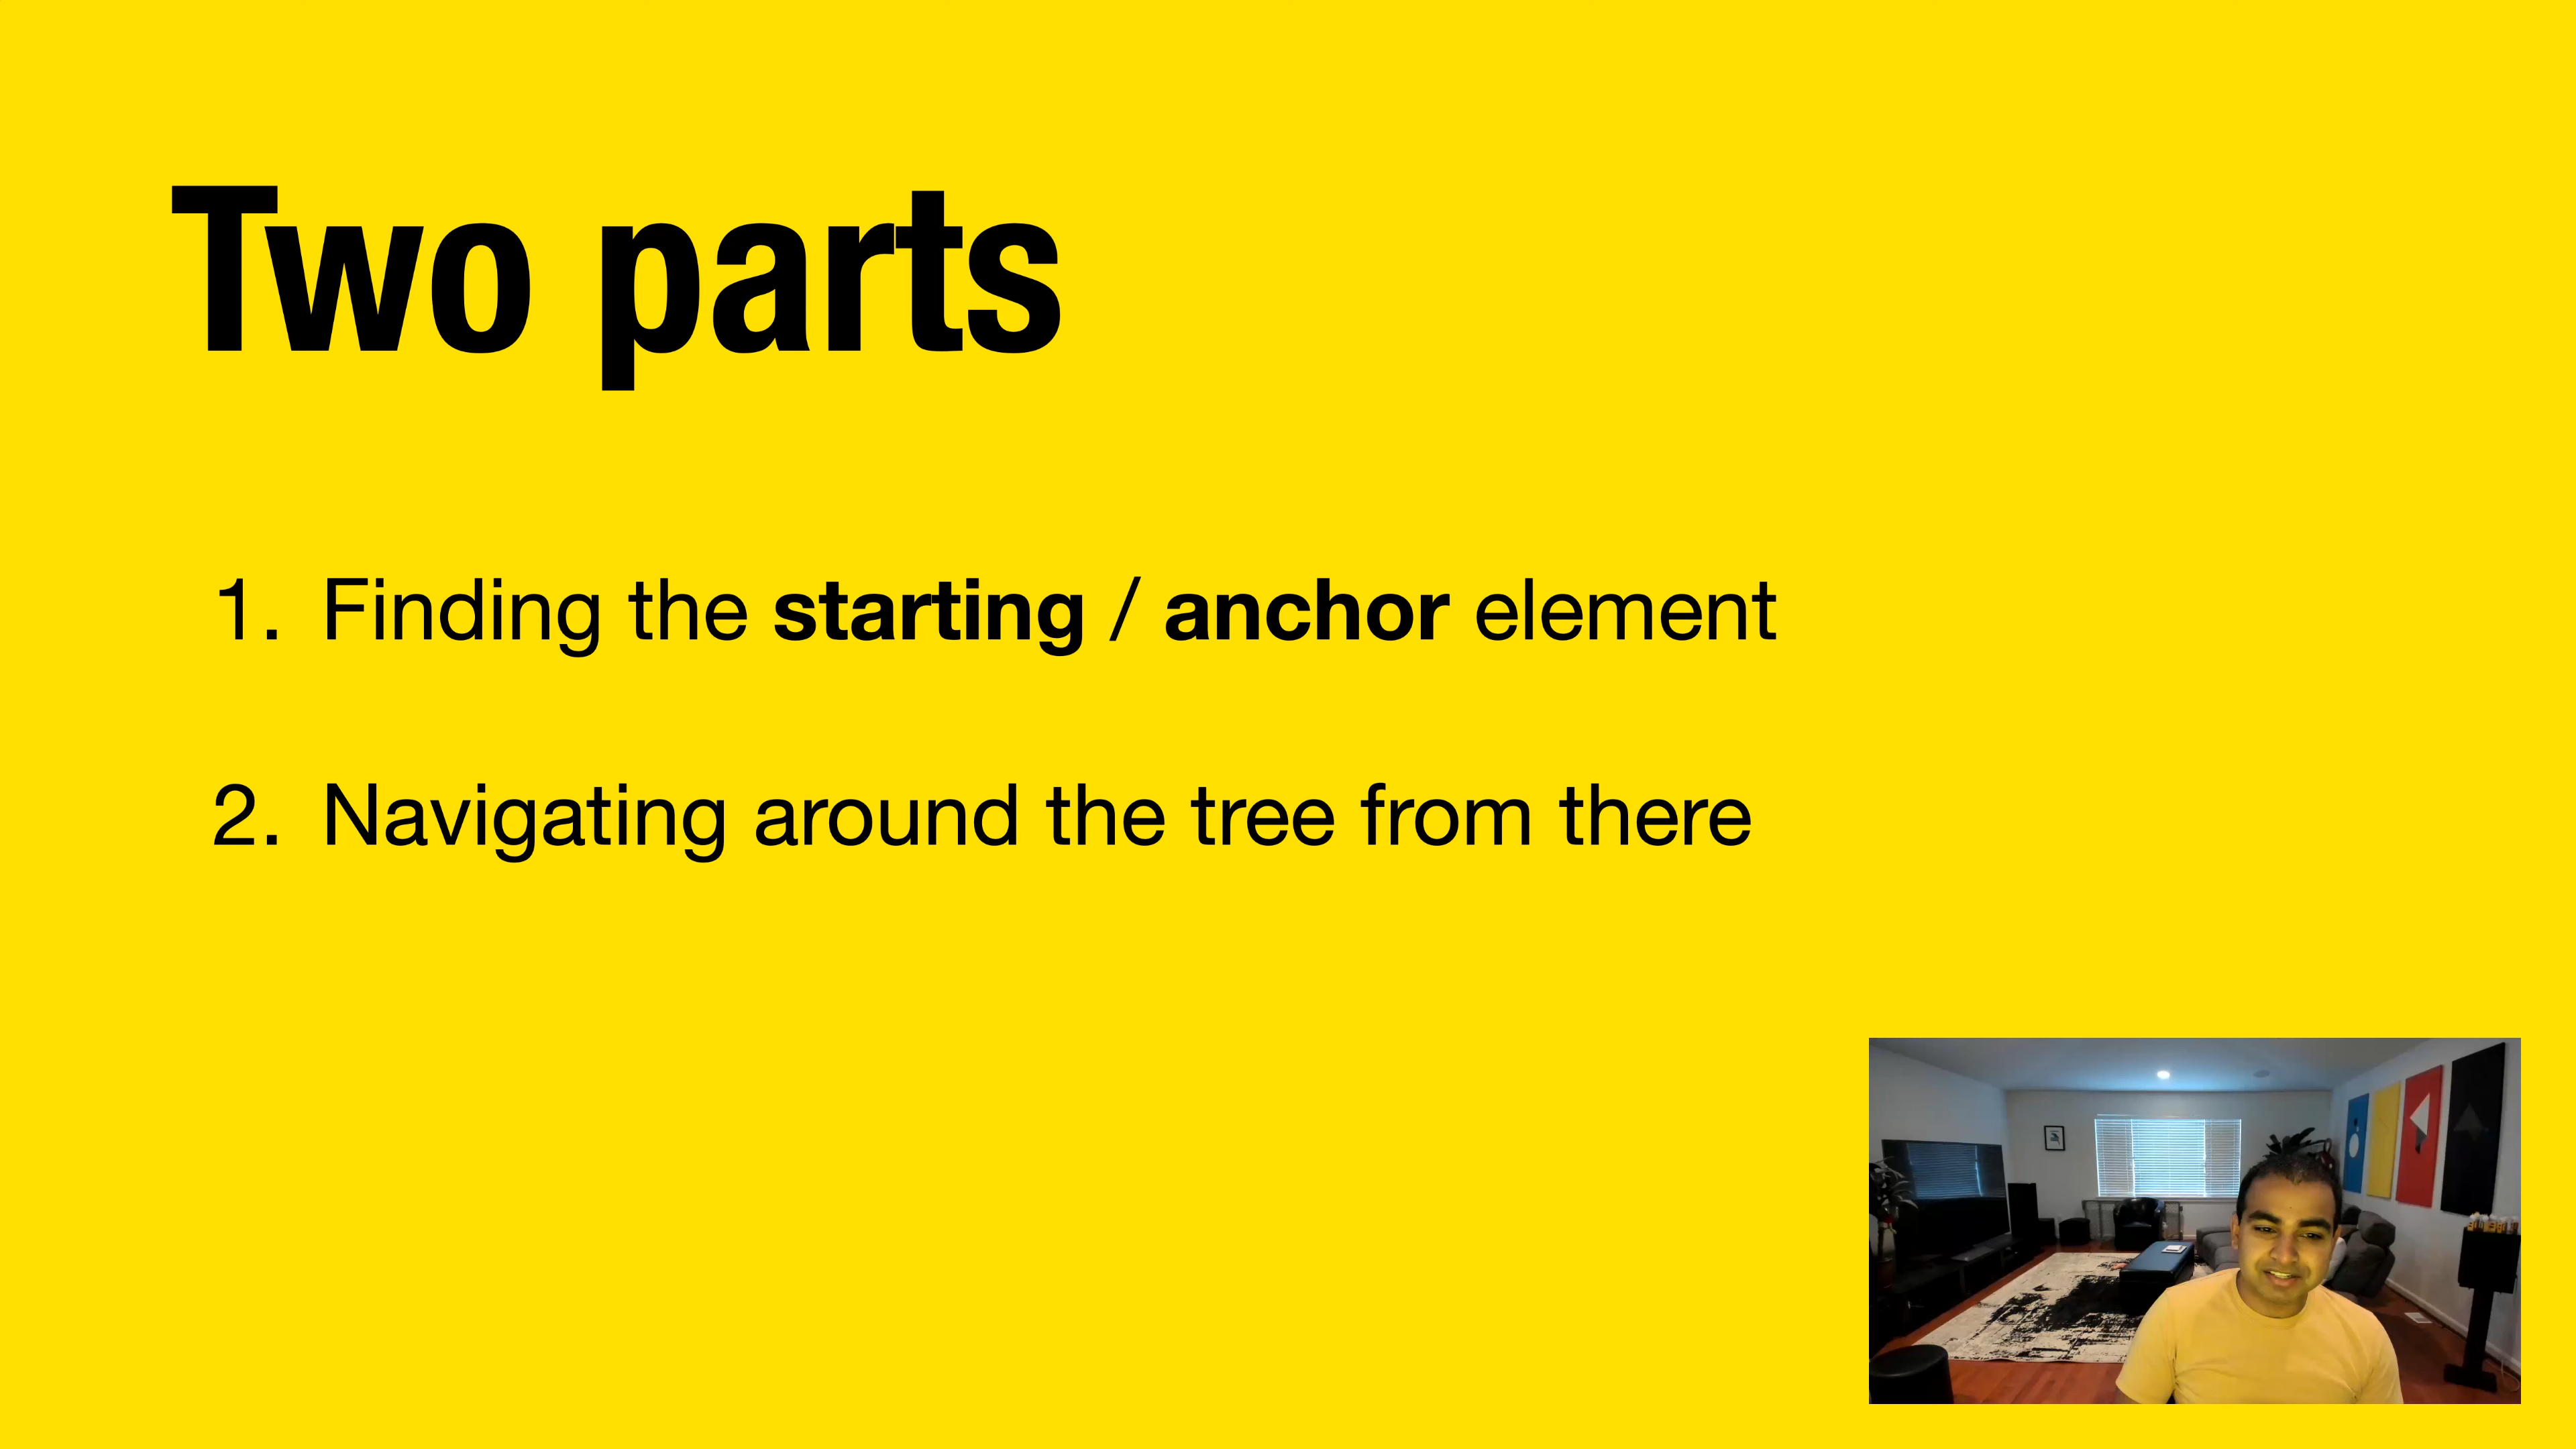 Two parts
1. Finding the starting / anchor element
2. Navigating around the tree from there